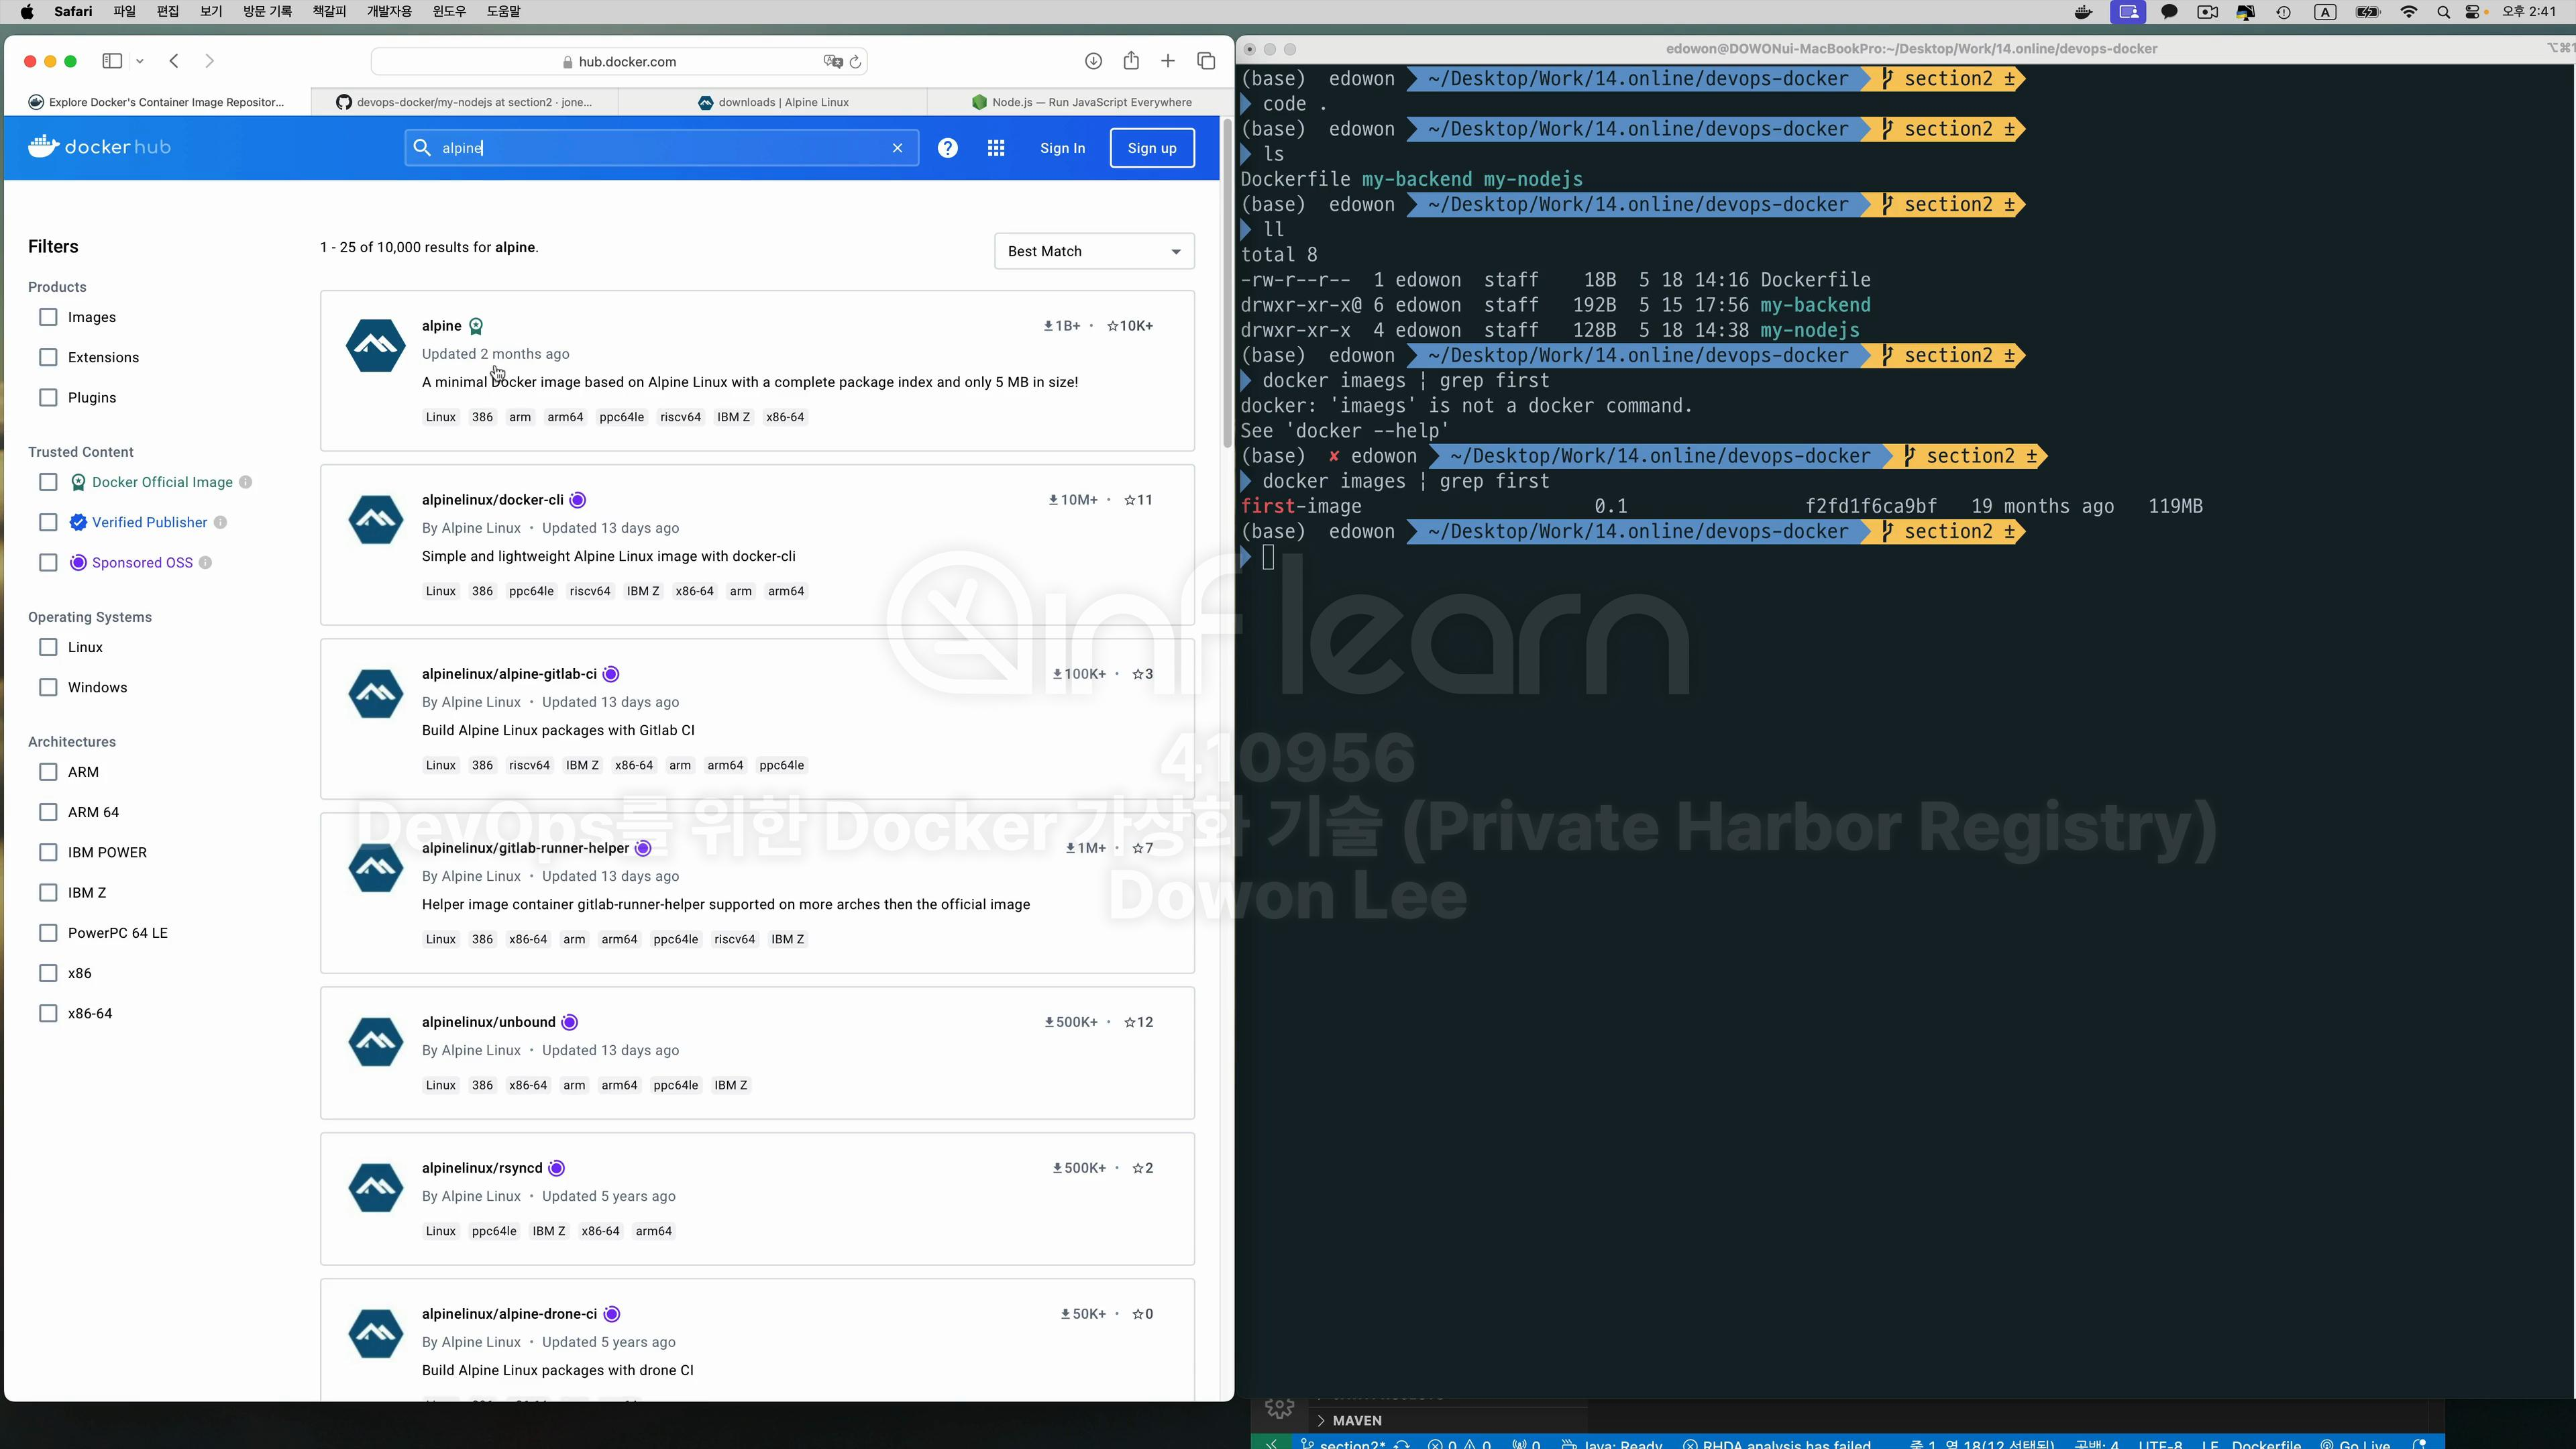 Safari 파일 편집 보기 방문 기록 책갈피 개발자용 윈도우 도움말
A
오후 2:41
hub.docker.com
Explore Docker's Container Image Repositor...
devops-docker/my-nodejs at section2 · jone...
downloads | Alpine Linux
Node.js — Run JavaScript Everywhere
docker hub
alpine
Sign In
Sign up
Filters
Products
Images
Extensions
Plugins
Trusted Content
Docker Official Image
Verified Publisher
Sponsored OSS
Operating Systems
Linux
Windows
Architectures
ARM
ARM 64
IBM POWER
IBM Z
PowerPC 64 LE
x86
x86-64
1 - 25 of 10,000 results for alpine.
Best Match
alpine
1B+ · ☆10K+
Updated 2 months ago
A minimal Docker image based on Alpine Linux with a complete package index and only 5 MB in size!
Linux 386 arm arm64 ppc64le riscv64 IBM Z x86-64
alpinelinux/docker-cli
10M+ · ☆11
By Alpine Linux · Updated 13 days ago
Simple and lightweight Alpine Linux image with docker-cli
Linux 386 ppc64le riscv64 IBM Z x86-64 arm arm64
alpinelinux/alpine-gitlab-ci
100K+ · ☆3
By Alpine Linux · Updated 13 days ago
Build Alpine Linux packages with Gitlab CI
Linux 386 riscv64 IBM Z x86-64 arm arm64 ppc64le
alpinelinux/gitlab-runner-helper
1M+ · ☆7
By Alpine Linux · Updated 13 days ago
Helper image container gitlab-runner-helper supported on more arches then the official image
Linux 386 x86-64 arm arm64 ppc64le riscv64 IBM Z
alpinelinux/unbound
500K+ · ☆12
By Alpine Linux · Updated 13 days ago
Linux 386 x86-64 arm arm64 ppc64le IBM Z
alpinelinux/rsyncd
500K+ · ☆2
By Alpine Linux · Updated 5 years ago
Linux ppc64le IBM Z x86-64 arm64
alpinelinux/alpine-drone-ci
50K+ · ☆0
By Alpine Linux · Updated 5 years ago
Build Alpine Linux packages with drone CI
edowon@DOWONui-MacBookPro:~/Desktop/Work/14.online/devops-docker
(base) edowon ~/Desktop/Work/14.online/devops-docker section2 ±
code .
(base) edowon ~/Desktop/Work/14.online/devops-docker section2 ±
ls
Dockerfile my-backend my-nodejs
(base) edowon ~/Desktop/Work/14.online/devops-docker section2 ±
ll
total 8
-rw-r--r-- 1 edowon staff 18B 5 18 14:16 Dockerfile
drwxr-xr-x@ 6 edowon staff 192B 5 15 17:56 my-backend
drwxr-xr-x 4 edowon staff 128B 5 18 14:38 my-nodejs
(base) edowon ~/Desktop/Work/14.online/devops-docker section2 ±
docker imaegs | grep first
docker: 'imaegs' is not a docker command.
See 'docker --help'
(base) ✘ edowon ~/Desktop/Work/14.online/devops-docker section2 ±
docker images | grep first
first-image 0.1 f2fd1f6ca9bf 19 months ago 119MB
(base) edowon ~/Desktop/Work/14.online/devops-docker section2 ±
inflearn
410956
DevOps를 위한 Docker 가상화 기술 (Private Harbor Registry)
Dowon Lee
MAVEN
section2* 0 0 0 Java: Ready RHDA analysis has failed 줄 1, 열 18(12 선택됨) 공백: 4 UTF-8 LF Dockerfile Go Live